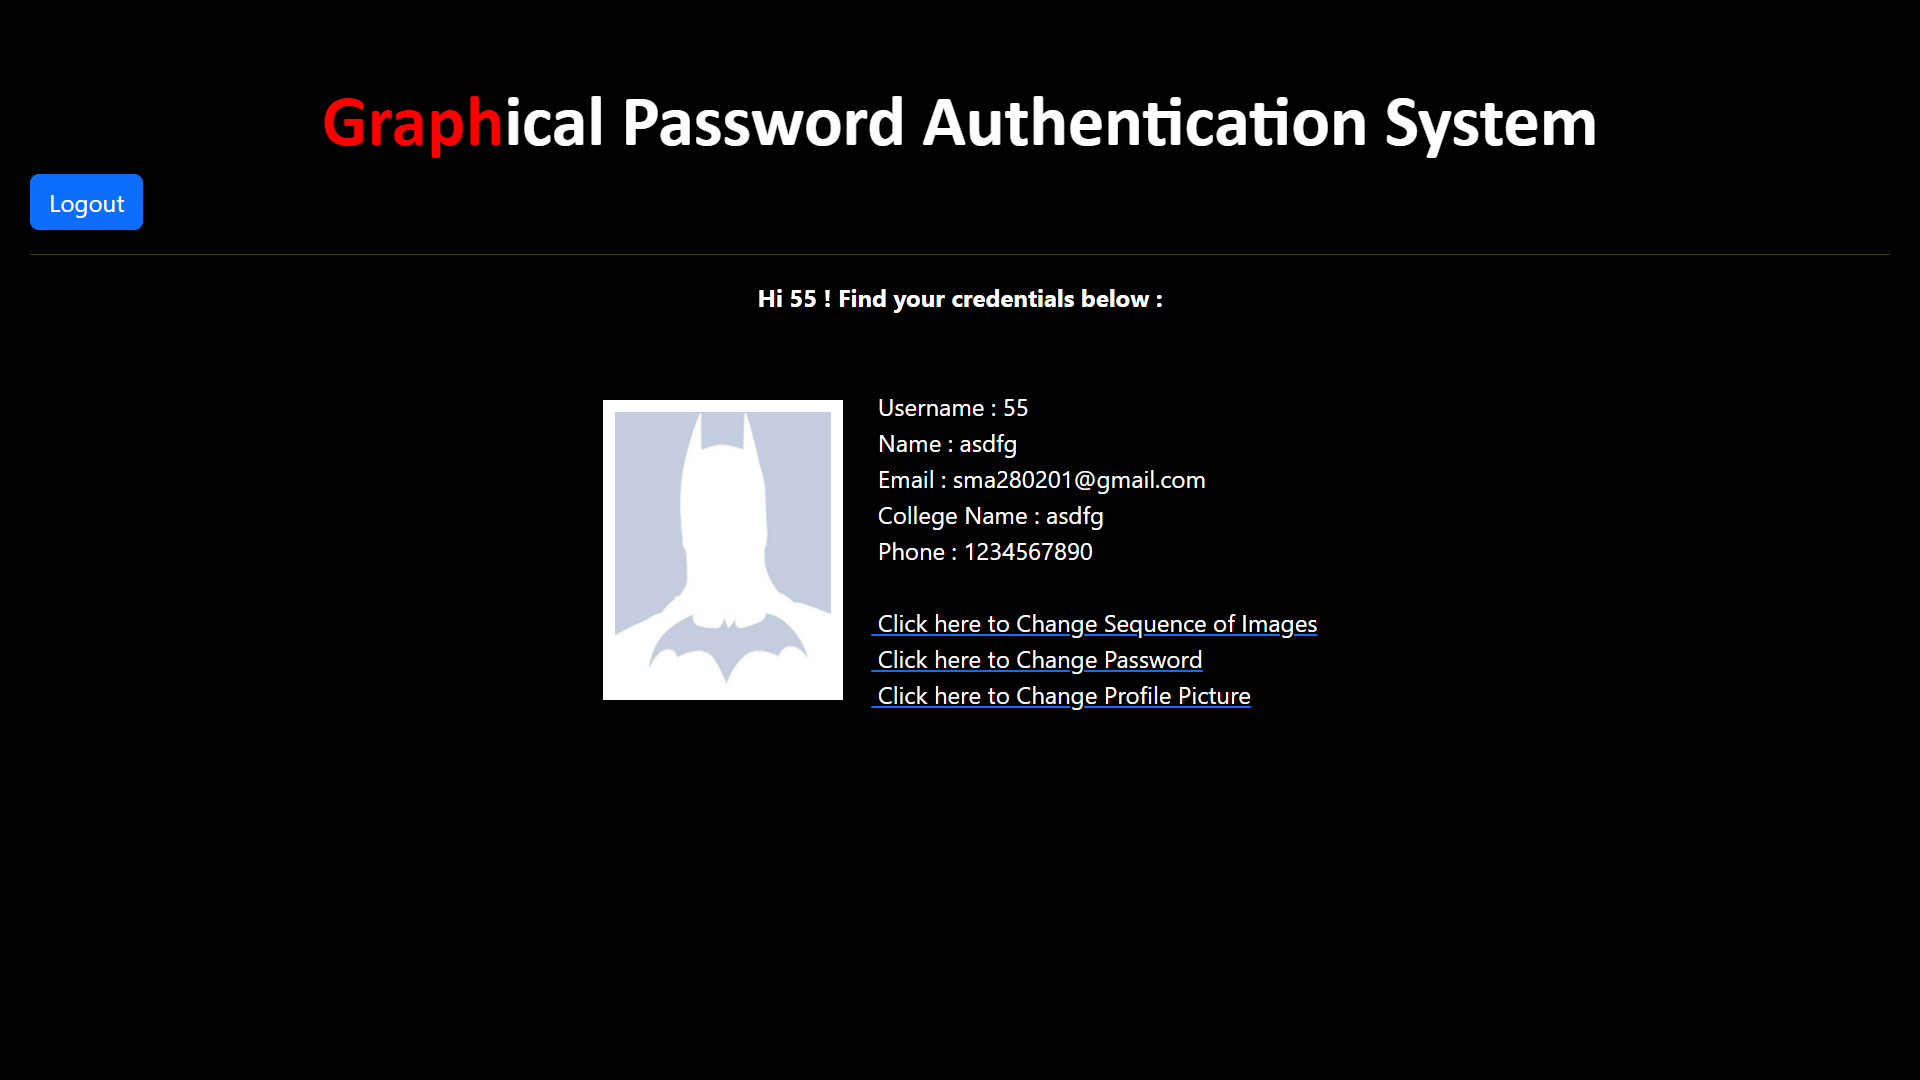 Graphical Password Authentication System
Logout
Hi 55 ! Find your credentials below :
Username : 55
Name : asdfg
Email : sma280201@gmail.com
College Name : asdfg
Phone : 1234567890
Click here to Change Sequence of Images
Click here to Change Password
Click here to Change Profile Picture